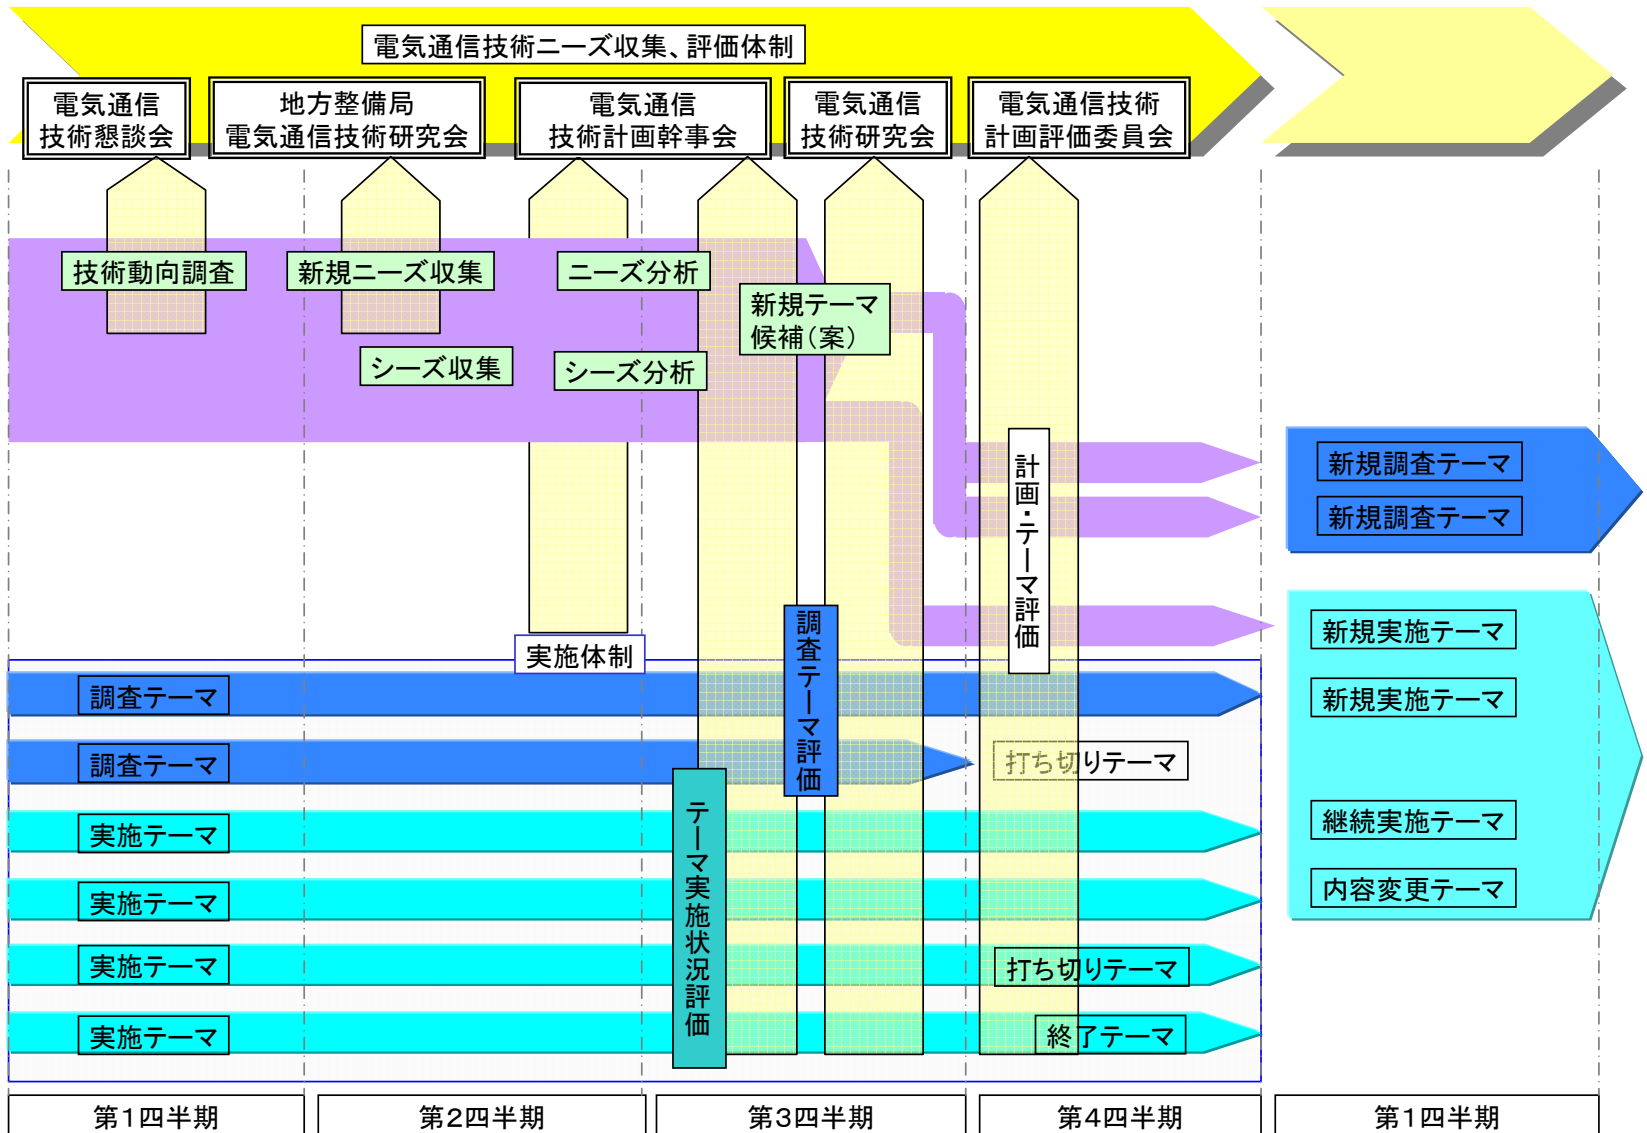 電気通信技術ニーズ収集、評価体制
電気通信
技術懇談会
地方整備局
電気通信技術研究会
電気通信
技術計画幹事会
電気通信
技術研究会
電気通信技術
計画評価委員会
技術動向調査
新規ニーズ収集
ニーズ分析
新規テーマ
候補（案）
シーズ収集
シーズ分析
計画・テーマ評価
新規調査テーマ
新規調査テーマ
調査テーマ評価
実施体制
新規実施テーマ
調査テーマ
新規実施テーマ
調査テーマ
打ち切りテーマ
テーマ実施状況評価
実施テーマ
継続実施テーマ
実施テーマ
内容変更テーマ
実施テーマ
打ち切りテーマ
実施テーマ
終了テーマ
第１四半期
第２四半期
第３四半期
第４四半期
第１四半期